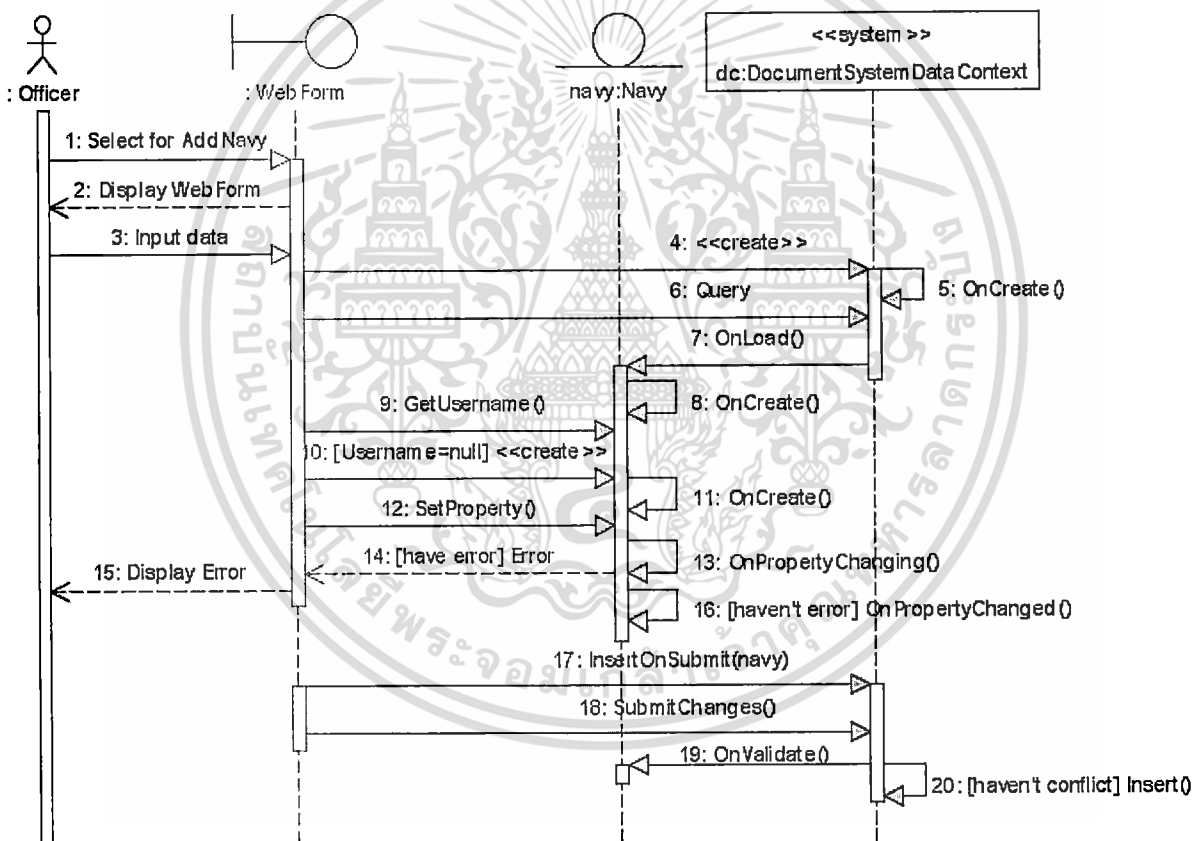 <<system>>
dc:DocumentSystemDataContext
: Officer
: Web Form
navy:Navy
1: Select for Add Navy
2: Display Web Form
3: Input data
4: <<create>>
5: OnCreate()
6: Query
7: OnLoad()
8: OnCreate()
9: GetUsername()
10: [Username=null] <<create>>
11: OnCreate()
12: SetProperty()
13: OnPropertyChanging()
14: [have error] Error
15: Display Error
16: [haven't error] OnPropertyChanged()
17: InsertOnSubmit(navy)
18: SubmitChanges()
19: OnValidate()
20: [haven't conflict] Insert()